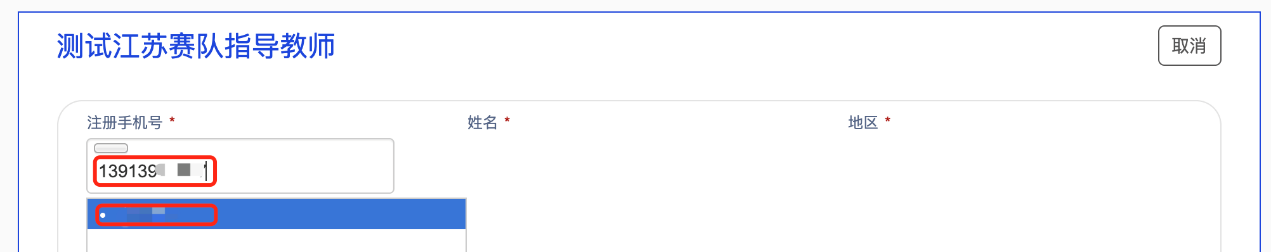 测试江苏赛队指导教师
取消
注册手机号 *
姓名 *
地区 *
139139